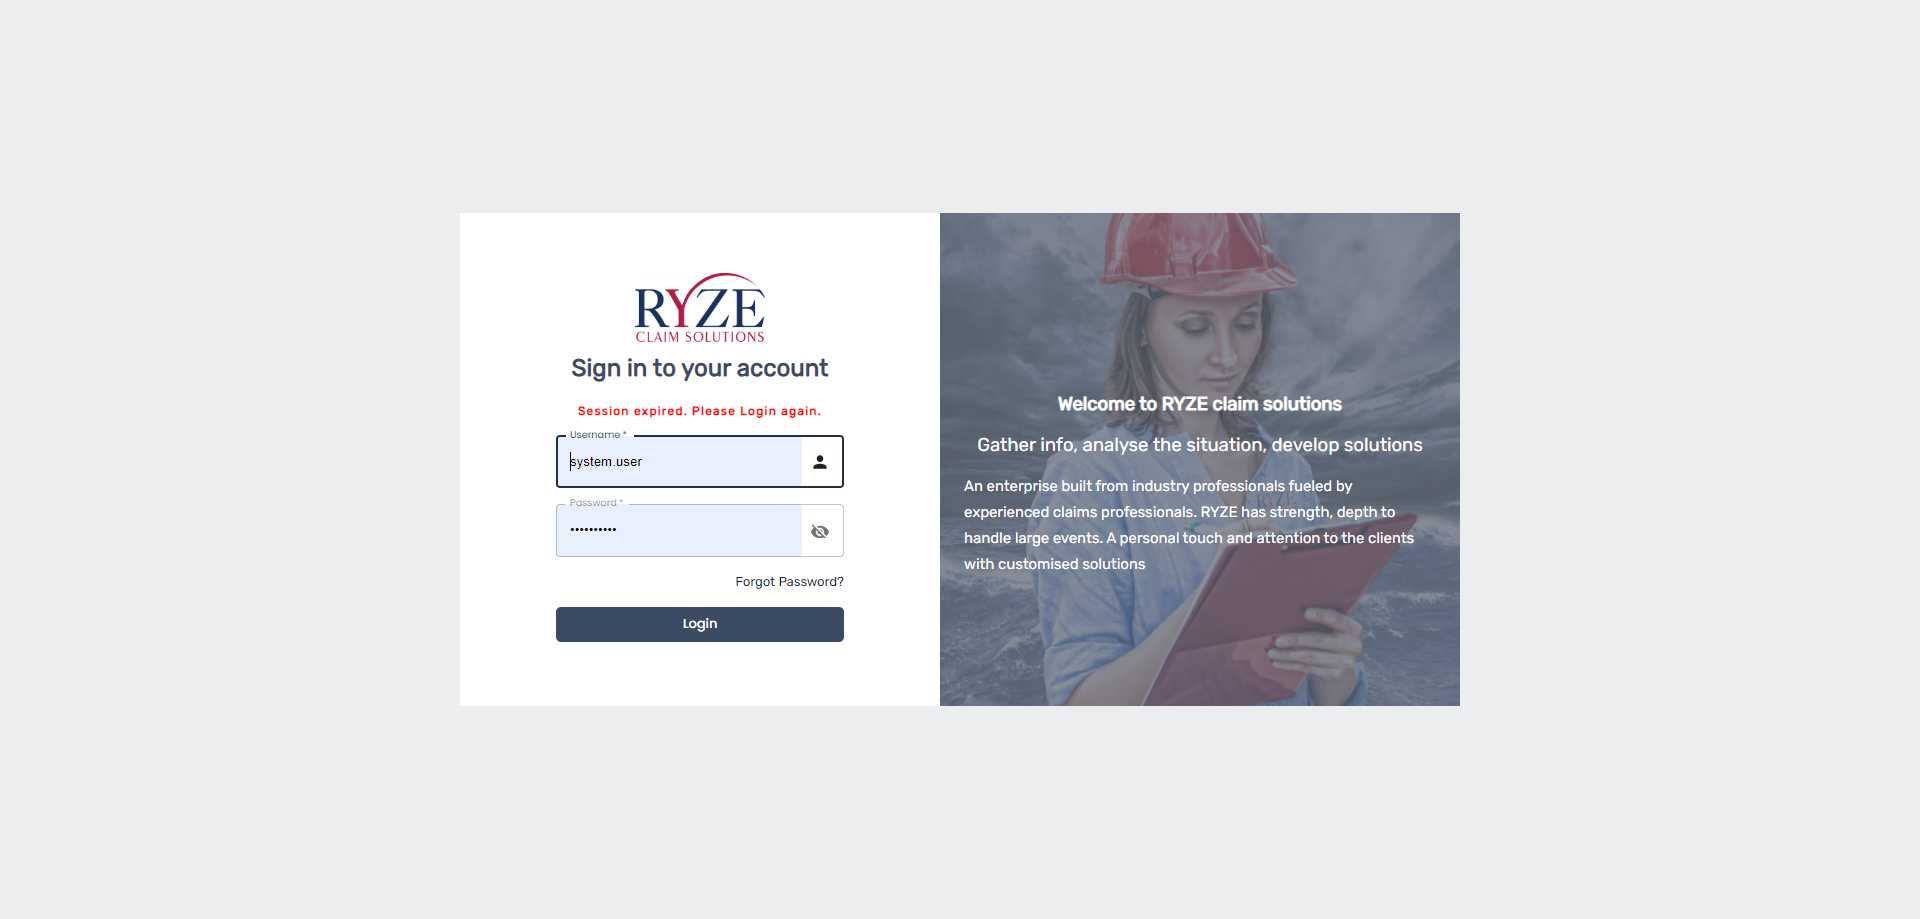 RYZE
CLAIM SOLUTIONS
Sign in to your account
Session expired. Please Login again.
Username *
system.user
Password *
••••••••••
Forgot Password?
Login
Welcome to RYZE claim solutions
Gather info, analyse the situation, develop solutions
An enterprise built from industry professionals fueled by
experienced claims professionals. RYZE has strength, depth to
handle large events. A personal touch and attention to the clients
with customised solutions